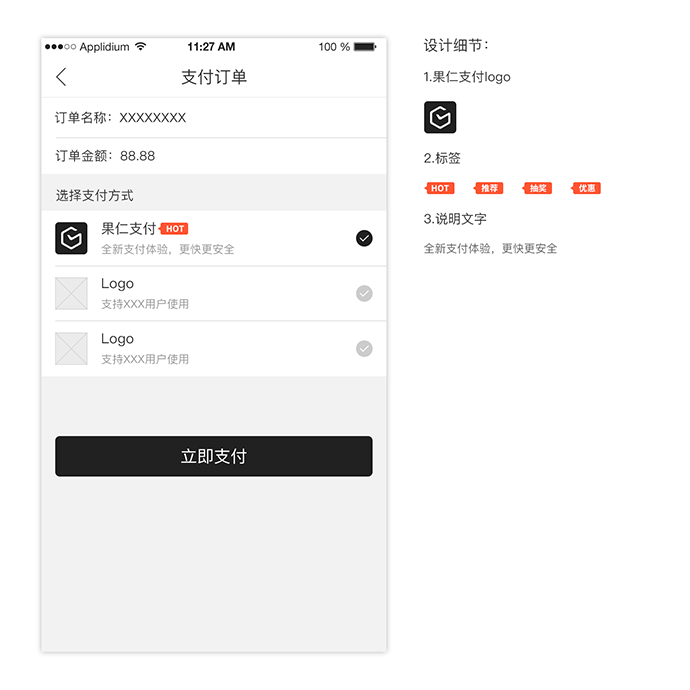 Applidium 11:27 AM 100 %
支付订单
订单名称：XXXXXXXX
订单金额：88.88
选择支付方式
果仁支付 HOT
全新支付体验，更快更安全
Logo
支持XXX用户使用
Logo
支持XXX用户使用
立即支付
设计细节：
1.果仁支付logo
2.标签
HOT 推荐 抽奖 优惠
3.说明文字
全新支付体验，更快更安全